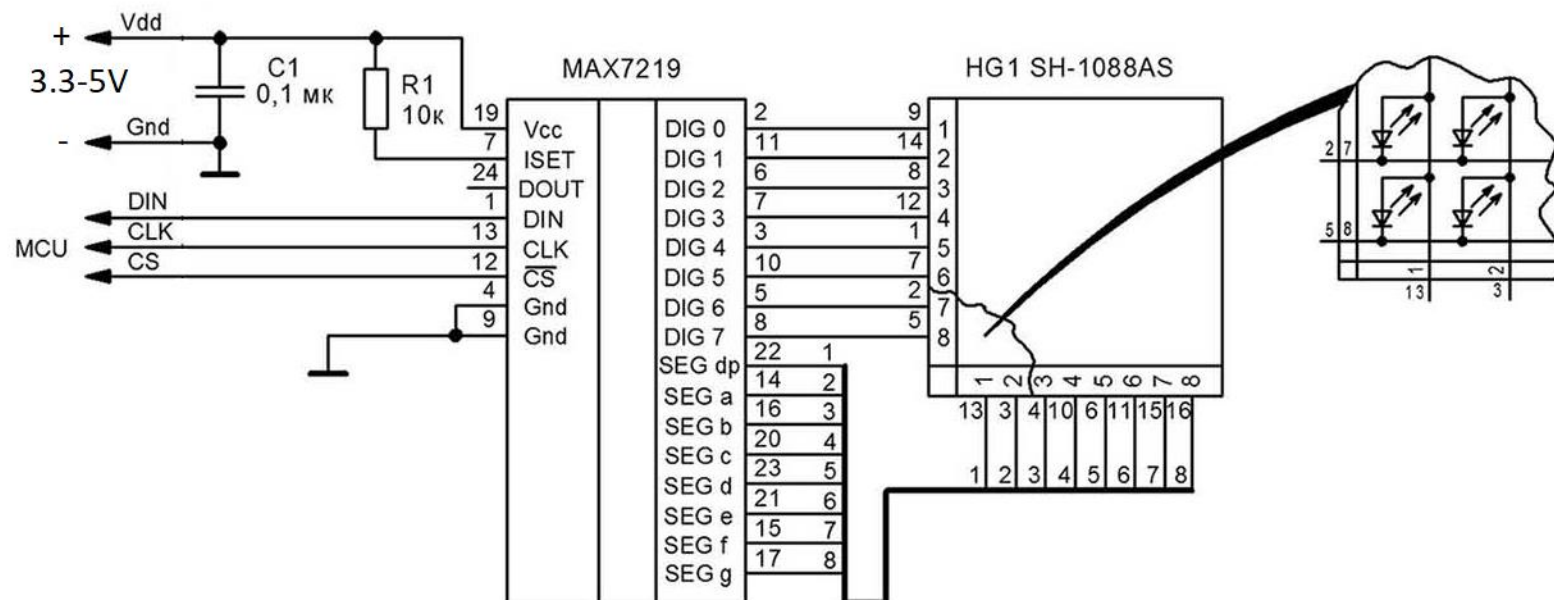 Vdd
+
3.3-5V
C1
0,1 мк
R1
10к
Gnd
-
MCU
DIN
CLK
CS
MAX7219
19 Vcc
7 ISET
24 DOUT
1 DIN
13 CLK
12 CS
4 Gnd
9 Gnd
DIG 0 2
DIG 1 11
DIG 2 6
DIG 3 7
DIG 4 3
DIG 5 10
DIG 6 5
DIG 7 8
SEG dp 22 1
SEG a 14 2
SEG b 16 3
SEG c 20 4
SEG d 23 5
SEG e 21 6
SEG f 15 7
SEG g 17 8
HG1 SH-1088AS
9 1
14 2
8 3
12 4
1 5
7 6
2 7
5 8
1 2 3 4 5 6 7 8
13 3 4 10 6 11 15 16
1 2 3 4 5 6 7 8
2 7
5 8
1 2
13 3